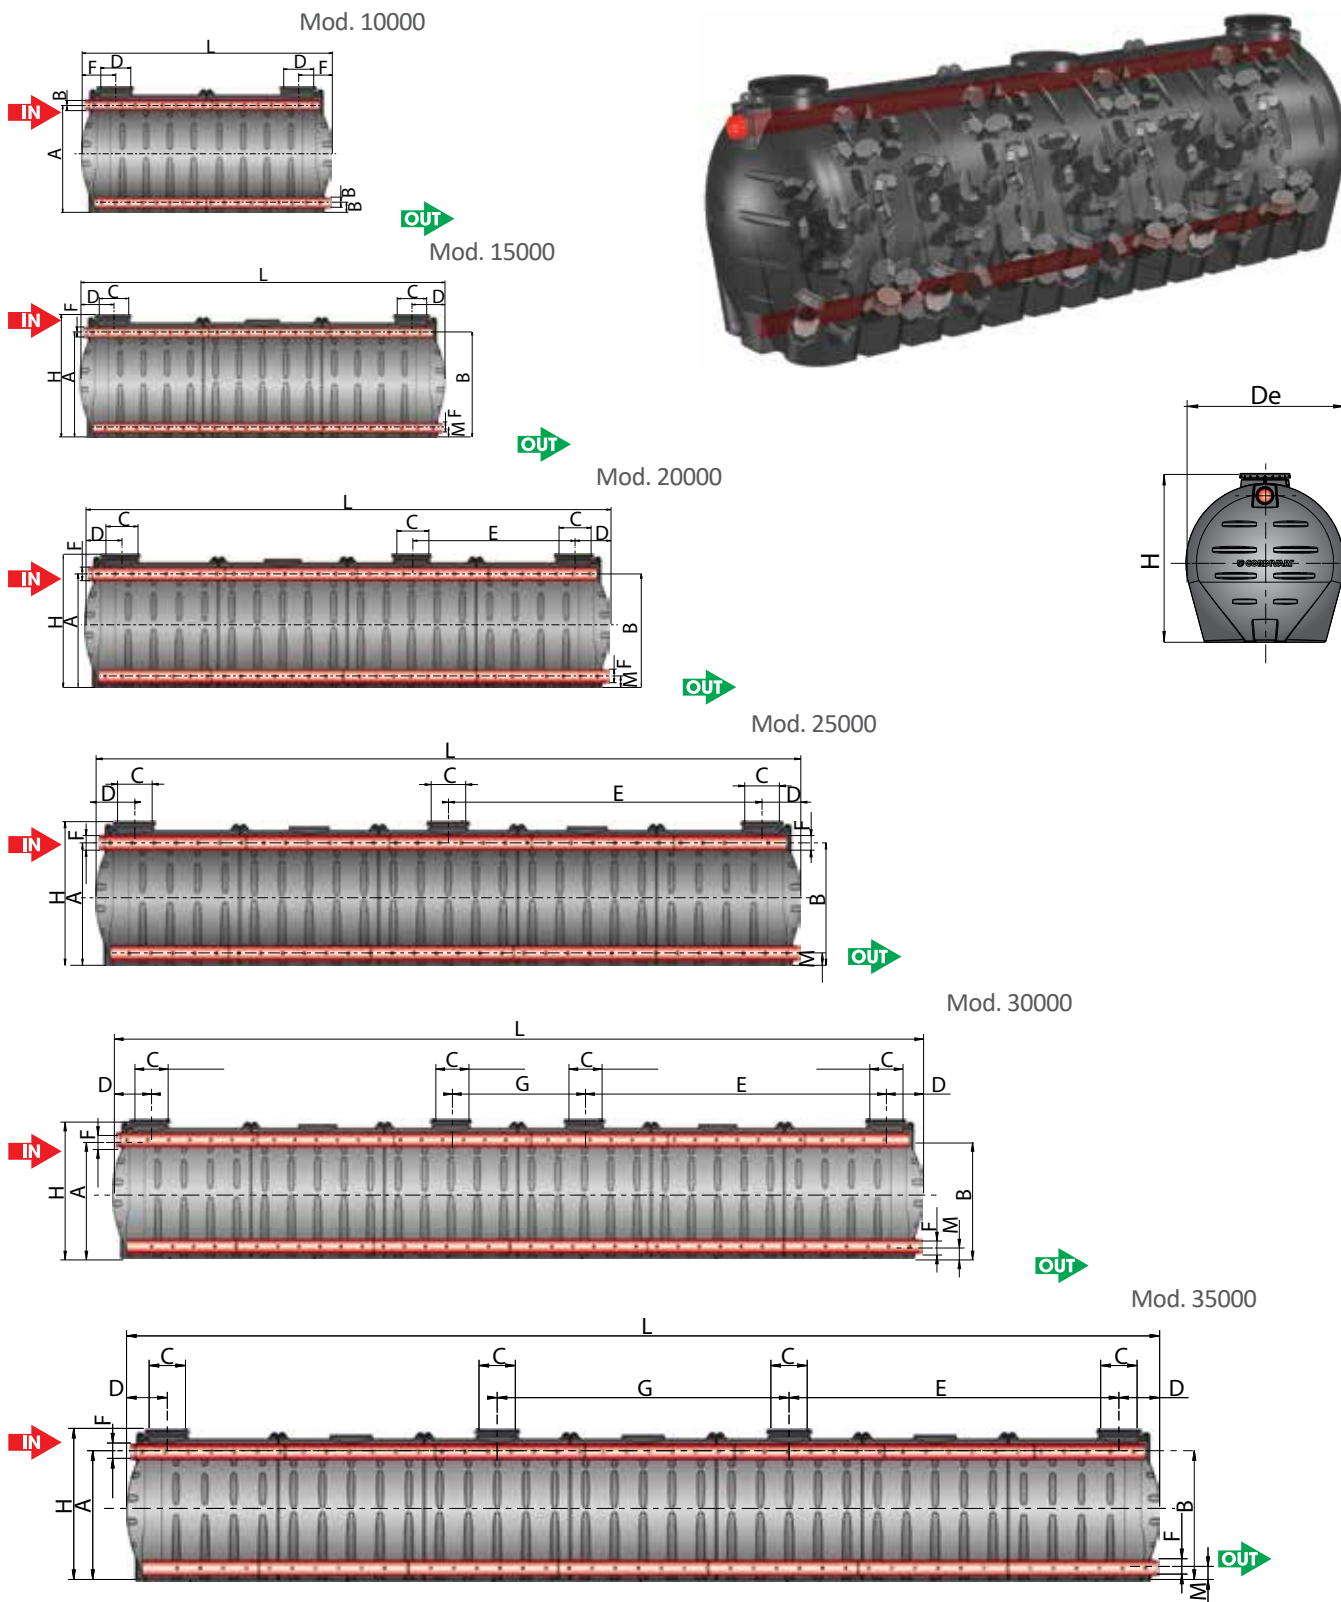 Mod. 10000
L
F D D F
B
IN
A
B
B
OUT
Mod. 15000
L
D C C D
F
IN
H A B
F
M
OUT
Mod. 20000
L
D C C E C D
F
IN
H A B
F
M
OUT
De
H
CORDIVARI
Mod. 25000
L
C C C
D E D
F F
IN
H A B
M
OUT
Mod. 30000
L
C C C C
D G E D
F
IN
H A B
F M
OUT
Mod. 35000
L
C C C C
D G E D
F
IN
H A B
F
OUT
M